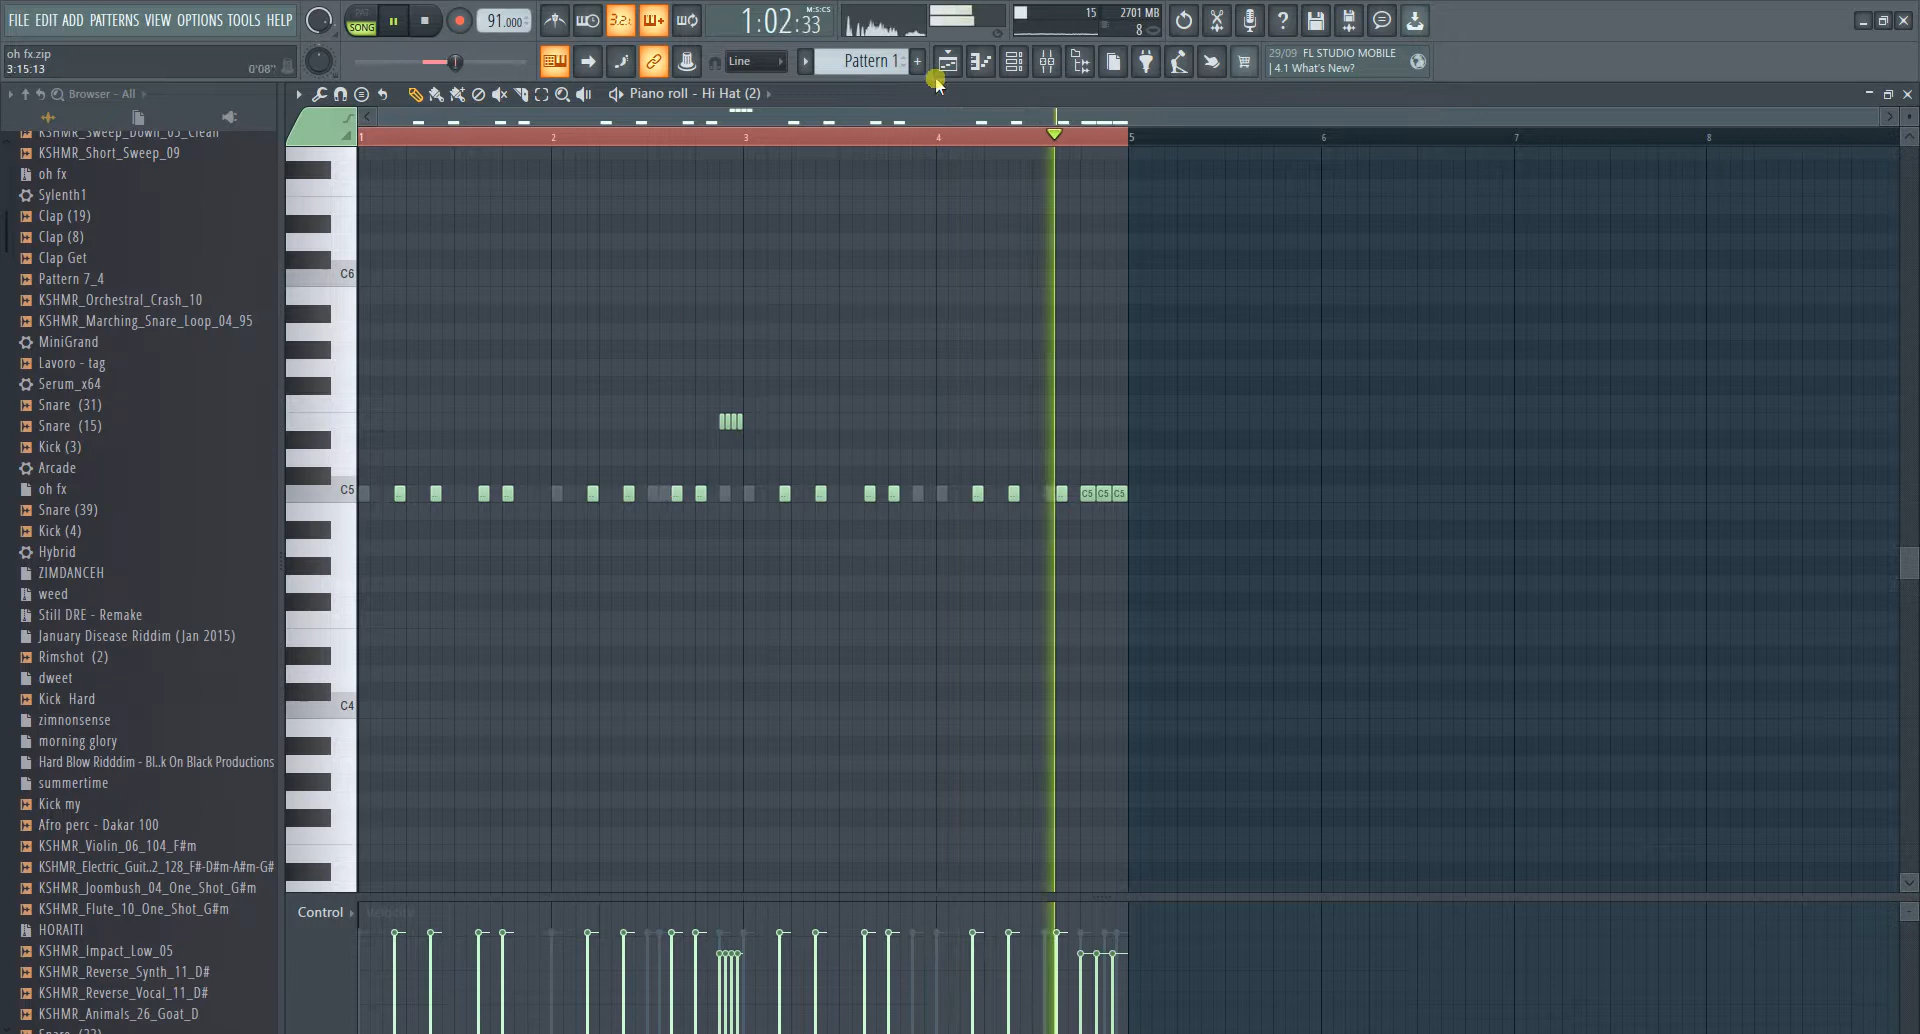 FILE EDIT ADD PATTERNS VIEW OPTIONS TOOLS HELP
PAT
SONG
91.000
3.2.
1:02:33
M:S:CS
15
2701 MB
8
oh fx.zip
3:15:13
0'08"
Line
Pattern 1
29/09 FL STUDIO MOBILE
| 4.1 What's New?
Browser - All
Piano roll - Hi Hat (2)
KSHMR_Sweep_Down_05_Clean
KSHMR_Short_Sweep_09
oh fx
Sylenth1
Clap (19)
Clap (8)
Clap Get
Pattern 7_4
KSHMR_Orchestral_Crash_10
KSHMR_Marching_Snare_Loop_04_95
MiniGrand
Lavoro - tag
Serum_x64
Snare (31)
Snare (15)
Kick (3)
Arcade
oh fx
Snare (39)
Kick (4)
Hybrid
ZIMDANCEH
weed
Still DRE - Remake
January Disease Riddim (Jan 2015)
Rimshot (2)
dweet
Kick Hard
zimnonsense
morning glory
Hard Blow Ridddim - Bl..k On Black Productions
summertime
Kick my
Afro perc - Dakar 100
KSHMR_Violin_06_104_F#m
KSHMR_Electric_Guit..2_128_F#-D#m-A#m-G#
KSHMR_Joombush_04_One_Shot_G#m
KSHMR_Flute_10_One_Shot_G#m
HORAITI
KSHMR_Impact_Low_05
KSHMR_Reverse_Synth_11_D#
KSHMR_Reverse_Vocal_11_D#
KSHMR_Animals_26_Goat_D
1 2 3 4 5 6 7 8
C6
C5
C5 C5 C5
C4
Control
Velocity